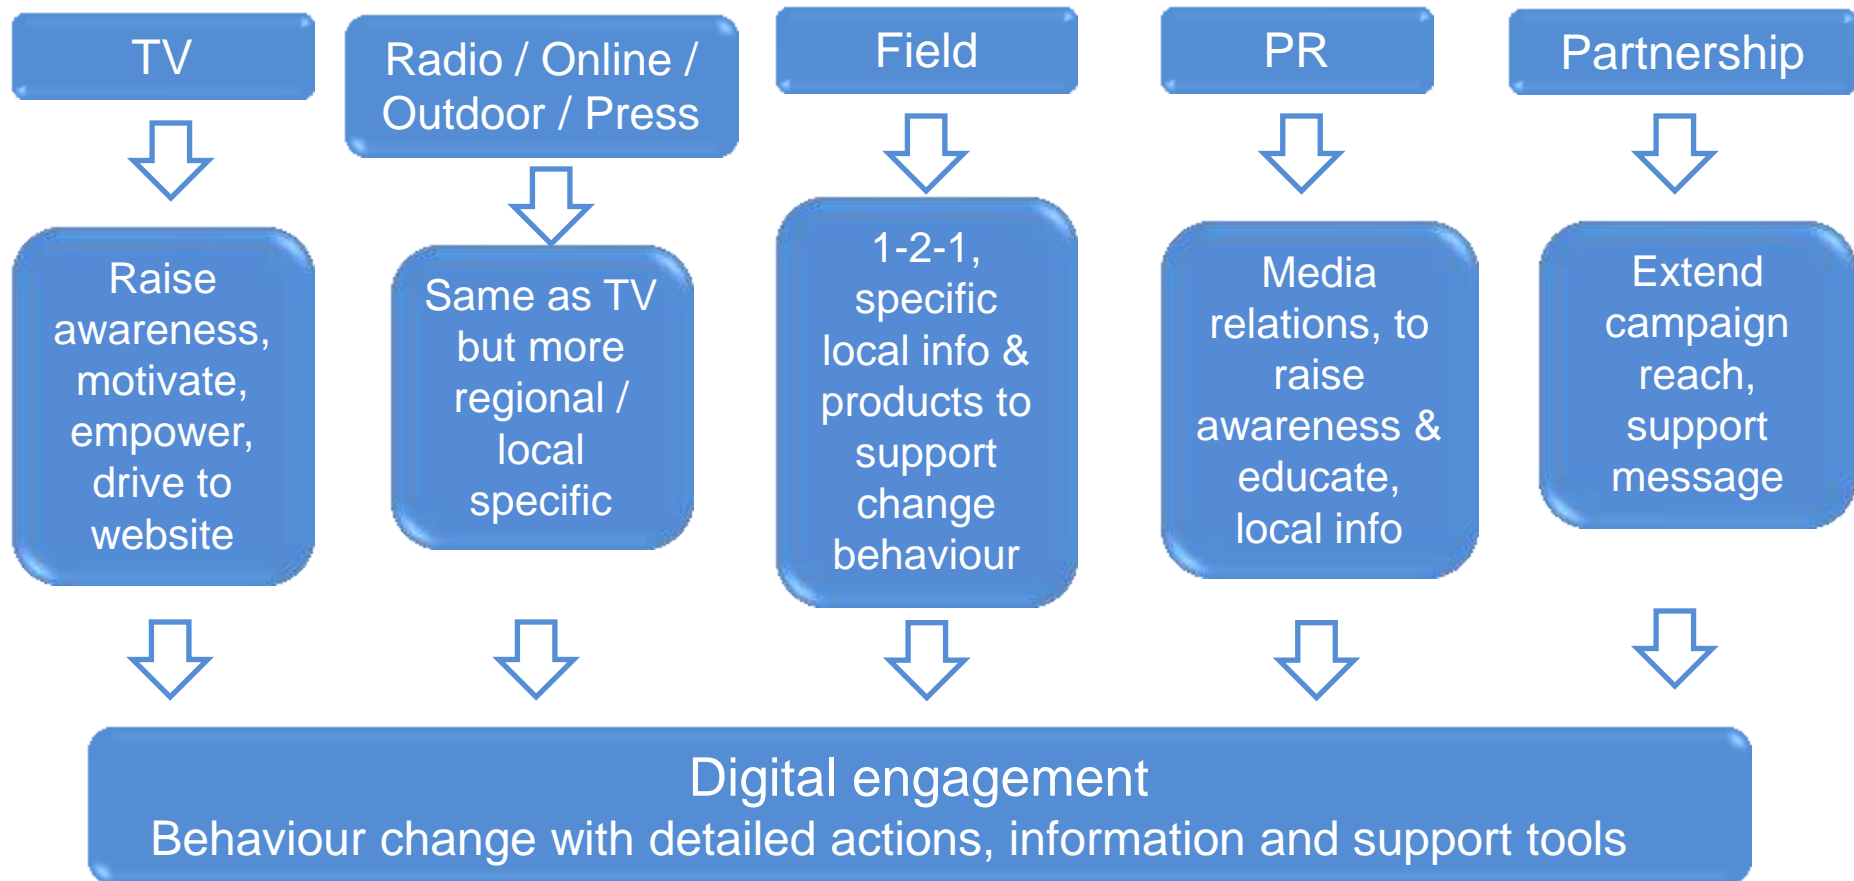 TV
Radio / Online /
Outdoor / Press
Field
PR
Partnership
Raise
awareness,
motivate,
empower,
drive to
website
Same as TV
but more
regional /
local
specific
1-2-1,
specific
local info &
products to
support
change
behaviour
Media
relations, to
raise
awareness &
educate,
local info
Extend
campaign
reach,
support
message
Digital engagement
Behaviour change with detailed actions, information and support tools